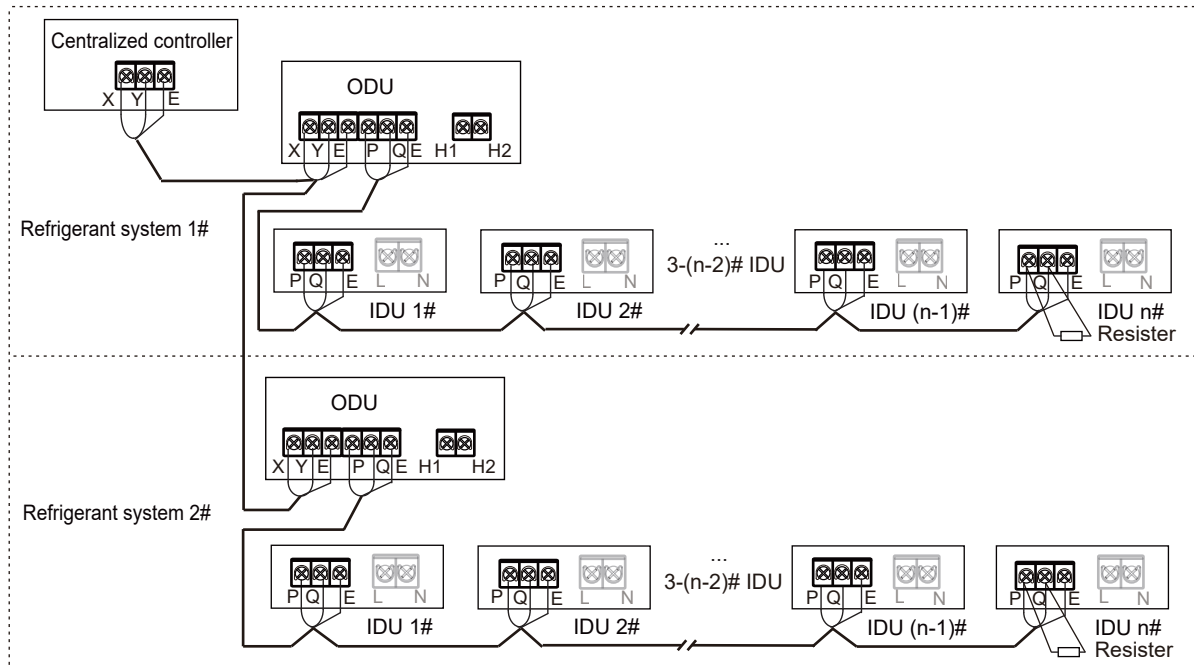 Centralized controller
X Y E
ODU
X Y E P Q E H1 H2
Refrigerant system 1#
P Q E L N
IDU 1#
P Q E L N
IDU 2#
...
3-(n-2)# IDU
P Q E L N
IDU (n-1)#
P Q E L N
IDU n#
Resister
ODU
X Y E P Q E H1 H2
Refrigerant system 2#
P Q E L N
IDU 1#
P Q E L N
IDU 2#
...
3-(n-2)# IDU
P Q E L N
IDU (n-1)#
P Q E L N
IDU n#
Resister